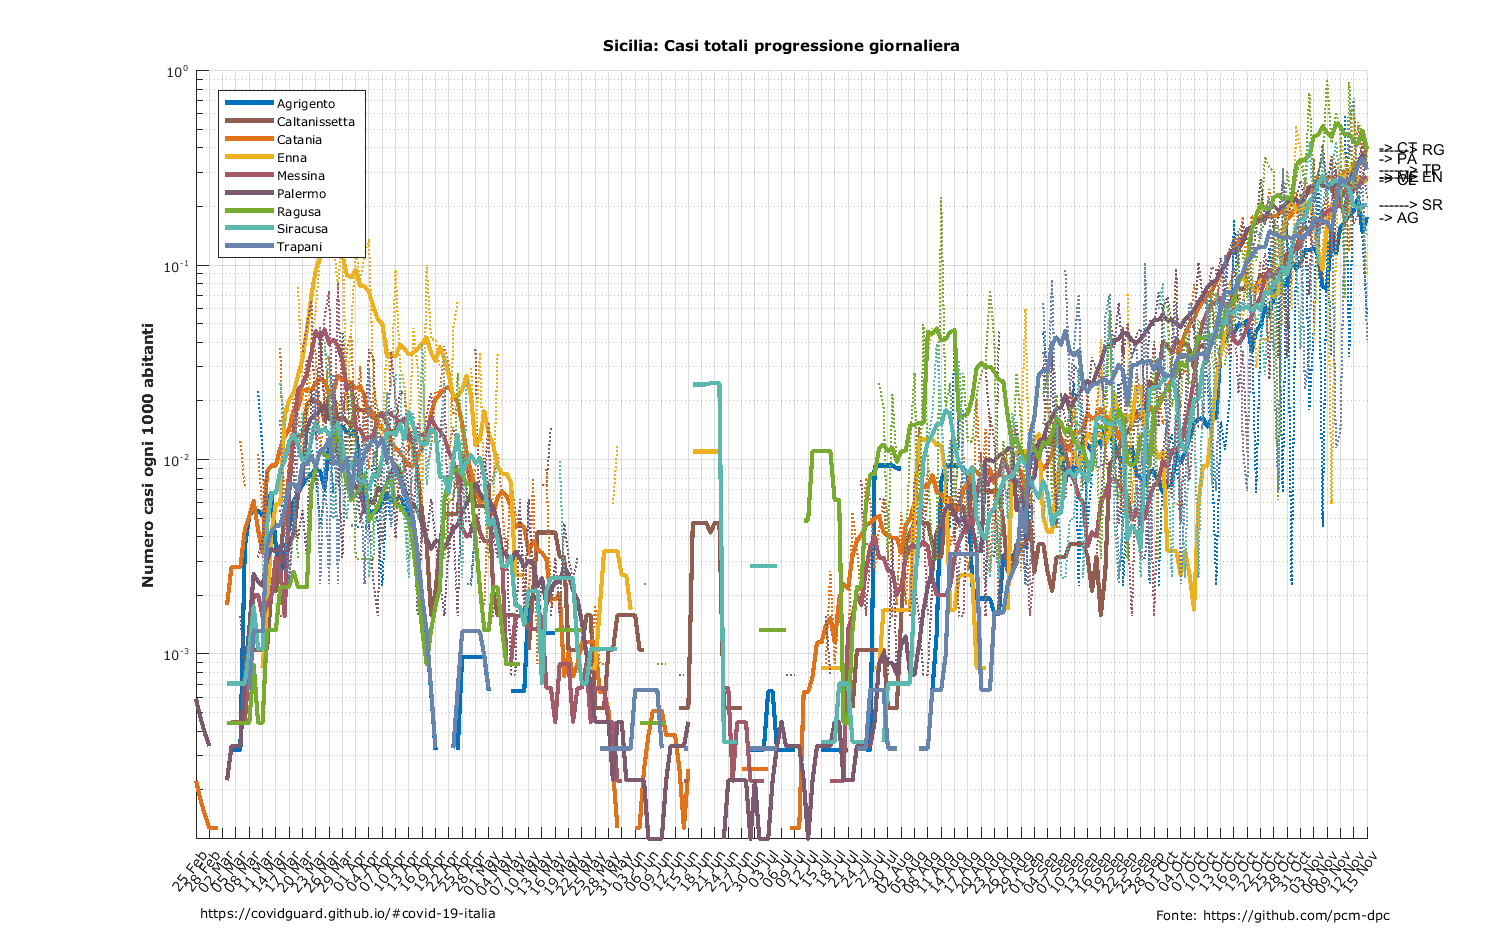 Sicilia: Casi totali progressione giornaliera
Numero casi ogni 1000 abitanti
10^0
10^-1
10^-2
10^-3
Agrigento
Caltanissetta
Catania
Enna
Messina
Palermo
Ragusa
Siracusa
Trapani
-> CT
------> RG
-> PA
------> TP
------> EN
------> SR
-> AG
25 Feb
28 Feb
02 Mar
05 Mar
08 Mar
11 Mar
14 Mar
17 Mar
20 Mar
23 Mar
26 Mar
29 Mar
01 Apr
04 Apr
07 Apr
10 Apr
13 Apr
16 Apr
19 Apr
22 Apr
25 Apr
28 Apr
01 May
04 May
07 May
10 May
13 May
16 May
19 May
22 May
25 May
28 May
31 May
03 Jun
06 Jun
09 Jun
12 Jun
15 Jun
18 Jun
21 Jun
24 Jun
27 Jun
30 Jun
03 Jul
06 Jul
09 Jul
12 Jul
15 Jul
18 Jul
21 Jul
24 Jul
27 Jul
30 Jul
02 Aug
05 Aug
08 Aug
11 Aug
14 Aug
17 Aug
20 Aug
23 Aug
26 Aug
29 Aug
01 Sep
04 Sep
07 Sep
10 Sep
13 Sep
16 Sep
19 Sep
22 Sep
25 Sep
28 Sep
01 Oct
04 Oct
07 Oct
10 Oct
13 Oct
16 Oct
19 Oct
22 Oct
25 Oct
28 Oct
31 Oct
03 Nov
06 Nov
09 Nov
12 Nov
15 Nov
https://covidguard.github.io/#covid-19-italia
Fonte: https://github.com/pcm-dpc